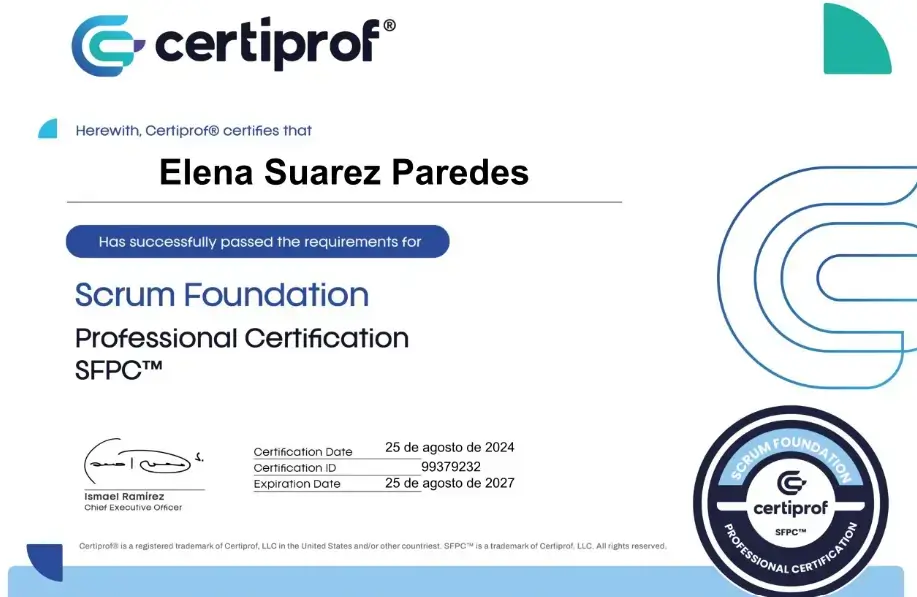 certiprof®
Herewith, Certiprof® certifies that
Elena Suarez Paredes
Has successfully passed the requirements for
Scrum Foundation
Professional Certification
SFPC™
Ismael Ramírez
Chief Executive Officer
Certification Date 25 de agosto de 2024
Certification ID 99379232
Expiration Date 25 de agosto de 2027
SCRUM FOUNDATION
certiprof
SFPC™
PROFESSIONAL CERTIFICATION
Certiprof® is a registered trademark of Certiprof, LLC in the United States and/or other countriest. SFPC™ is a trademark of Certiprof. LLC. All rights reserved.